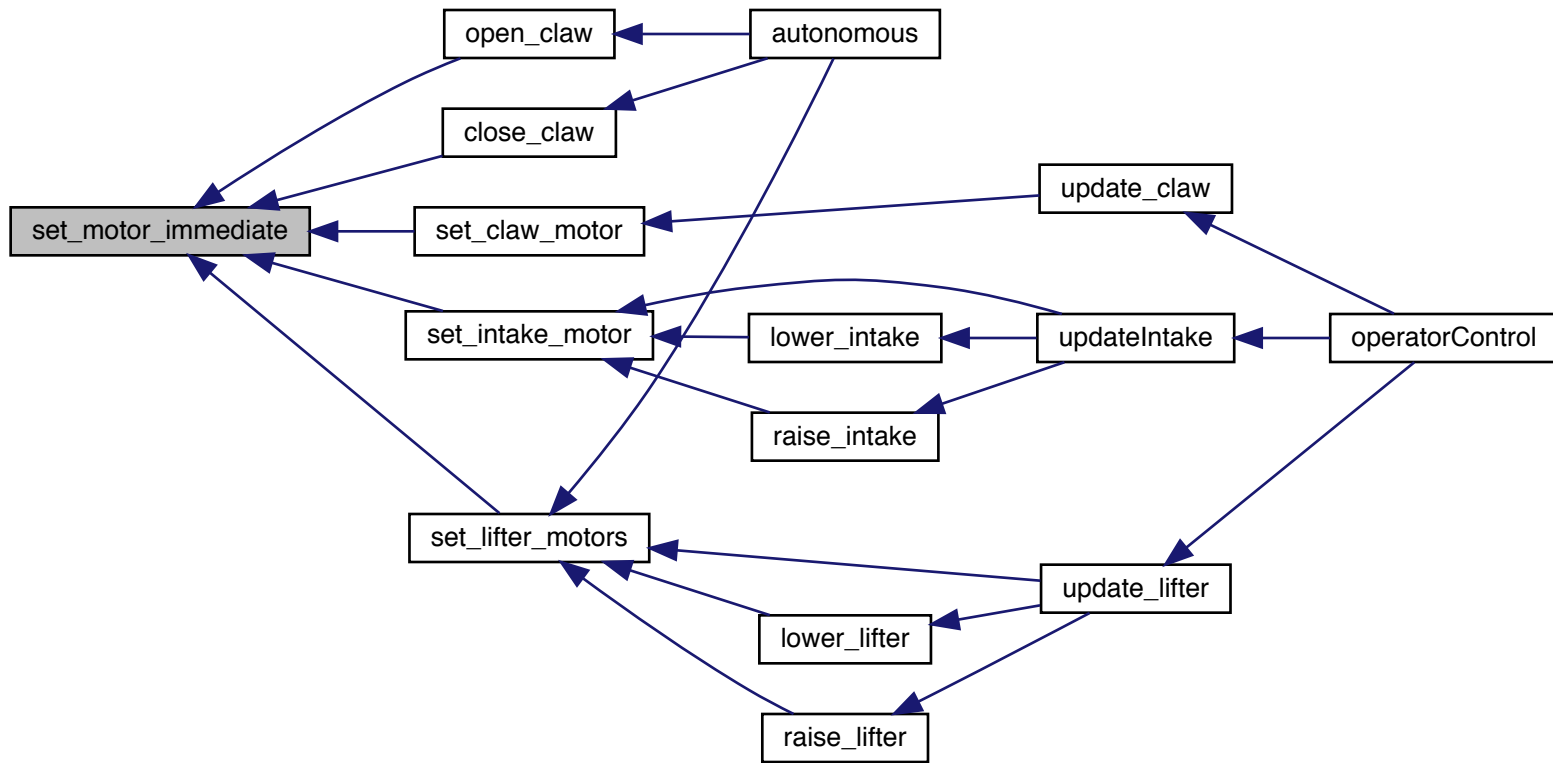 open_claw
autonomous
close_claw
update_claw
set_motor_immediate
set_claw_motor
set_intake_motor
lower_intake
updateIntake
operatorControl
raise_intake
set_lifter_motors
update_lifter
lower_lifter
raise_lifter